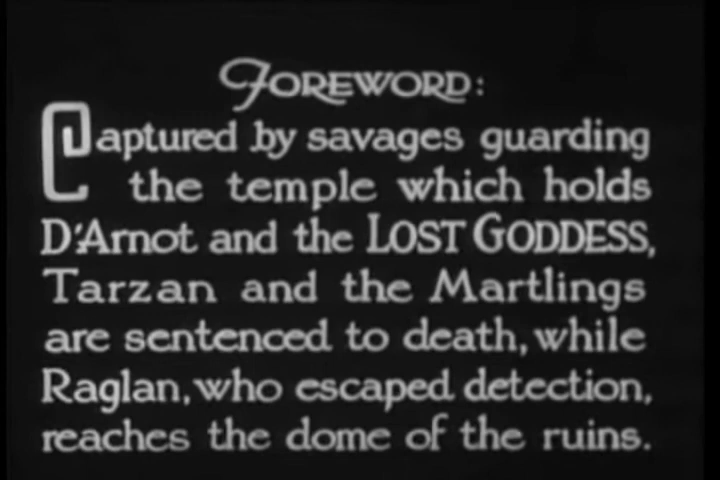 FOREWORD:
Captured by savages guarding
the temple which holds
D'Arnot and the LOST GODDESS,
Tarzan and the Martlings
are sentenced to death, while
Raglan, who escaped detection,
reaches the dome of the ruins.